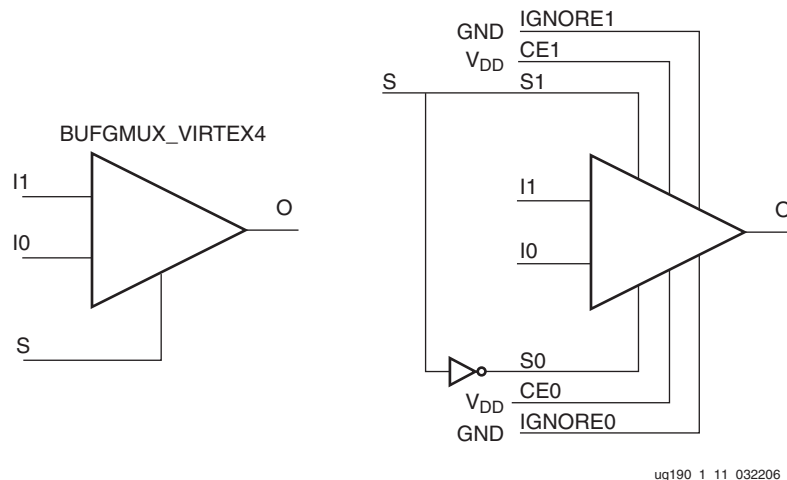 BUFGMUX_VIRTEX4
I1
I0
S
O
GND IGNORE1
VDD CE1
S S1
I1
I0
O
S0
VDD CE0
GND IGNORE0
ug190_1_11_032206